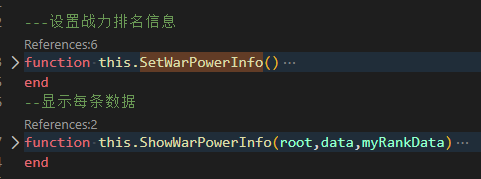 ---设置战力排名信息
References:6
function this.SetWarPowerInfo()…
end
--显示每条数据
References:2
function this.ShowWarPowerInfo(root,data,myRankData)…
end